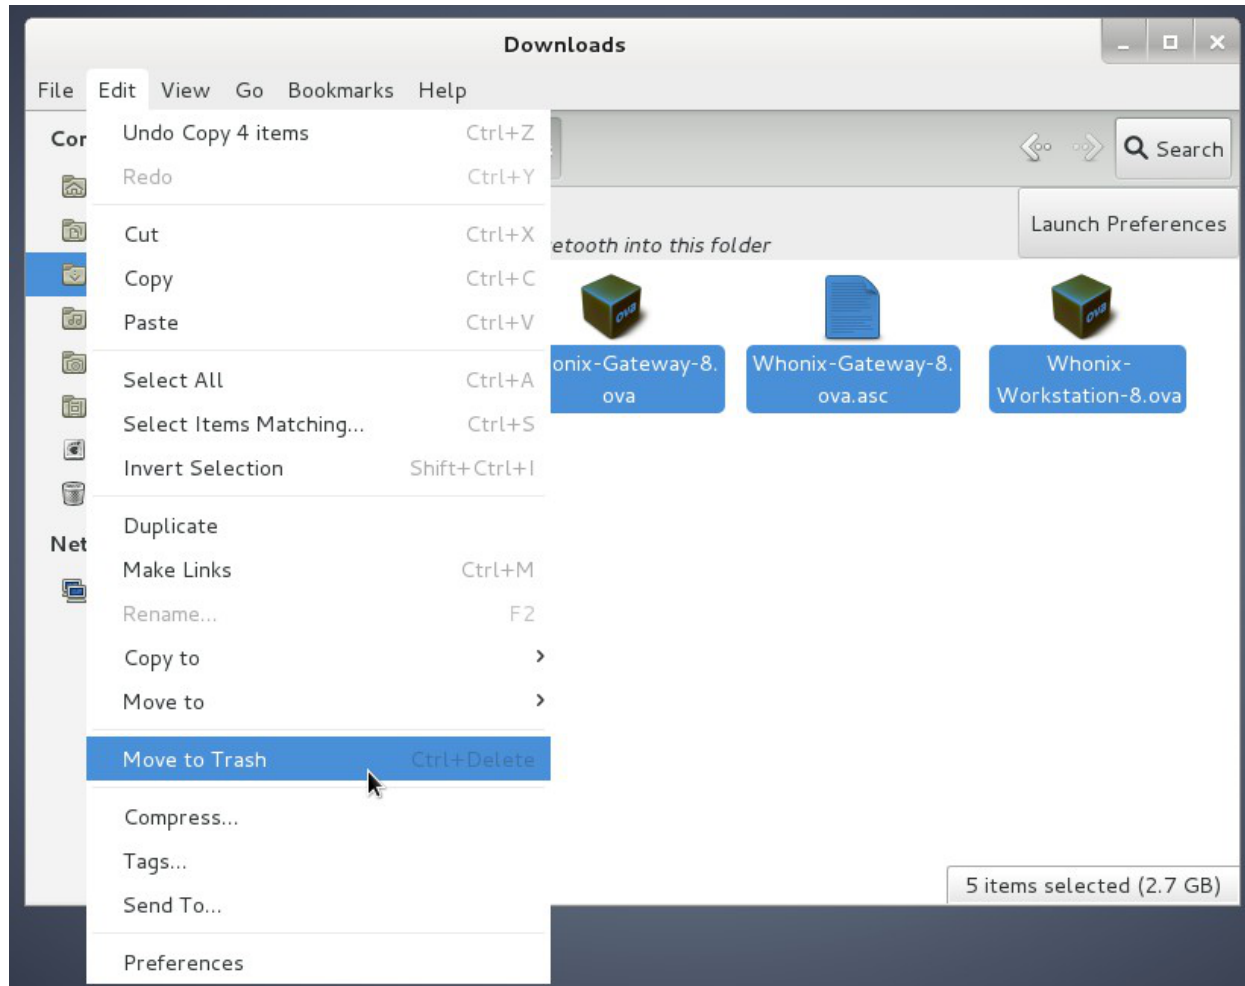 Downloads
File Edit View Go Bookmarks Help
Undo Copy 4 items Ctrl+Z
Redo Ctrl+Y
Cut Ctrl+X
Copy Ctrl+C
Paste Ctrl+V
Select All Ctrl+A
Select Items Matching... Ctrl+S
Invert Selection Shift+Ctrl+I
Duplicate
Make Links Ctrl+M
Rename... F2
Copy to
Move to
Move to Trash Ctrl+Delete
Compress...
Tags...
Send To...
Preferences
Cor
Net
Search
Launch Preferences
etooth into this folder
ova
onix-Gateway-8.
ova
Whonix-Gateway-8.
ova.asc
ova
Whonix-
Workstation-8.ova
5 items selected (2.7 GB)